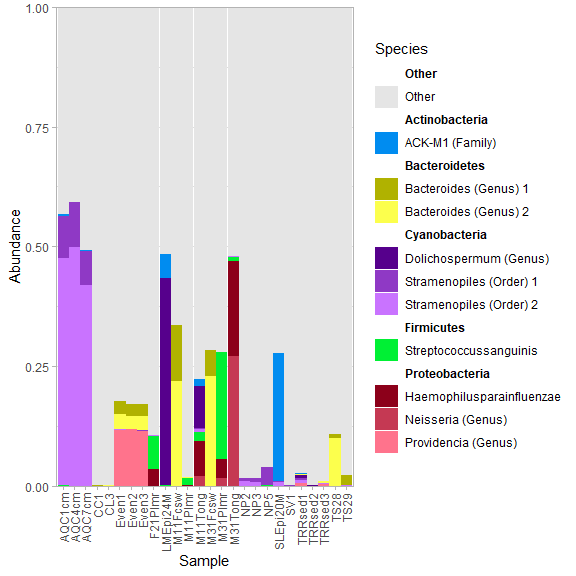 1.00
0.75
0.50
0.25
0.00
Abundance
AQC1cm
AQC4cm
AQC7cm
CC1
CL3
Even1
Even2
Even3
F21Plmr
LMEpi24M
M11Fcsw
M11Plmr
M11Tong
M31Fcsw
M31Plmr
M31Tong
NP2
NP3
NP5
SLEpi20M
SV1
TRRsed1
TRRsed2
TRRsed3
TS28
TS29
Sample
Species
Other
Other
Actinobacteria
ACK-M1 (Family)
Bacteroidetes
Bacteroides (Genus) 1
Bacteroides (Genus) 2
Cyanobacteria
Dolichospermum (Genus)
Stramenopiles (Order) 1
Stramenopiles (Order) 2
Firmicutes
Streptococcussanguinis
Proteobacteria
Haemophilusparainfluenzae
Neisseria (Genus)
Providencia (Genus)